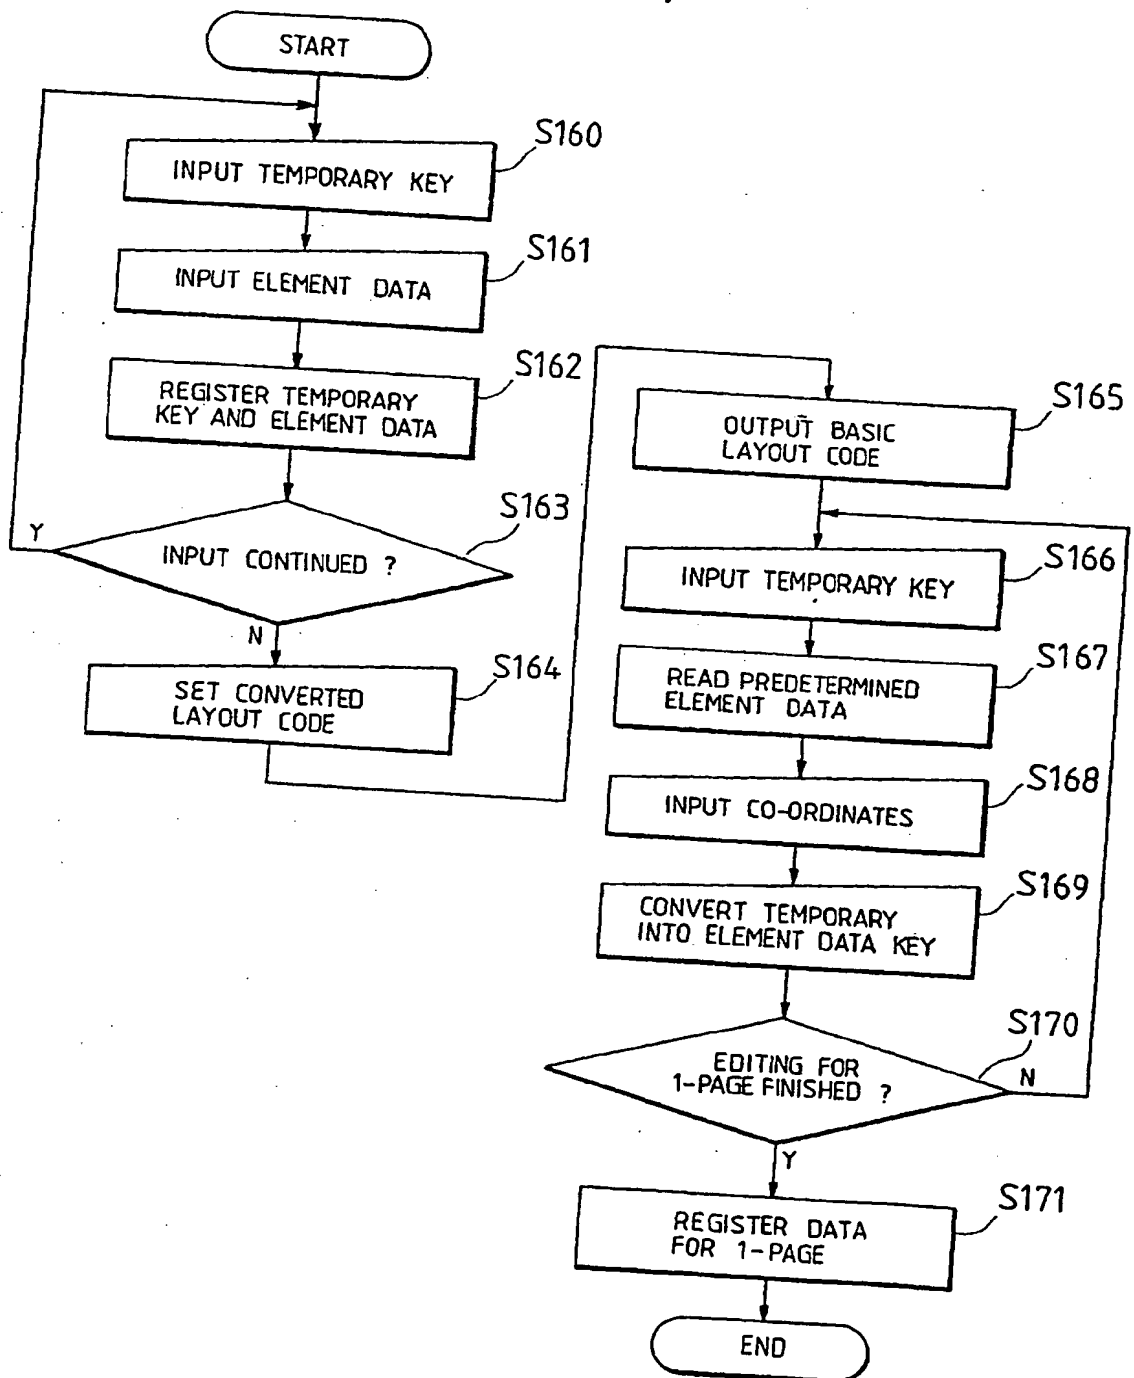 START
S160
INPUT TEMPORARY KEY
S161
INPUT ELEMENT DATA
S162
REGISTER TEMPORARY
KEY AND ELEMENT DATA
S163
Y
INPUT CONTINUED ?
N
S164
SET CONVERTED
LAYOUT CODE
S165
OUTPUT BASIC
LAYOUT CODE
S166
INPUT TEMPORARY KEY
S167
READ PREDETERMINED
ELEMENT DATA
S168
INPUT CO-ORDINATES
S169
CONVERT TEMPORARY
INTO ELEMENT DATA KEY
S170
EDITING FOR
1-PAGE FINISHED ?
N
Y
S171
REGISTER DATA
FOR 1-PAGE
END